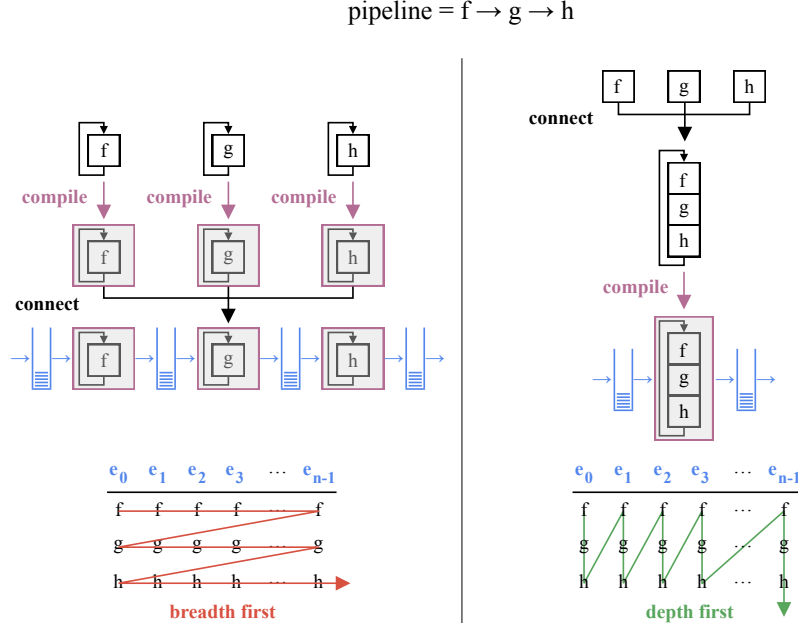 pipeline = f → g → h
f g h
compile compile compile
f g h
connect
f g h
e0 e1 e2 e3 ... en-1
f f f f ... f
g g g g ... g
h h h h ... h
breadth first
f g h
connect
f
g
h
compile
f
g
h
e0 e1 e2 e3 ... en-1
f f f f ... f
g g g g ... g
h h h h ... h
depth first